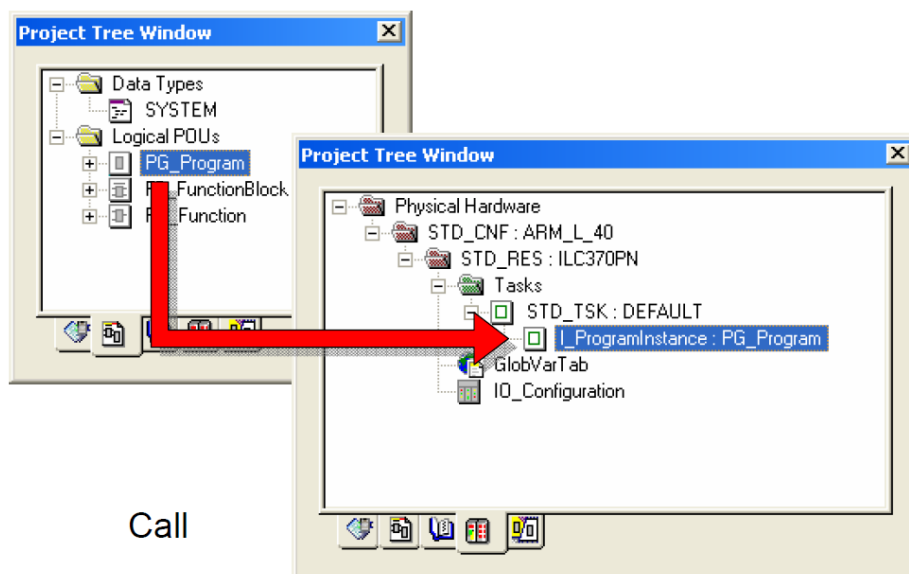 Project Tree Window
Data Types
SYSTEM
Logical POUs
PG_Program
FunctionBlock
Function
Project Tree Window
Physical Hardware
STD_CNF : ARM_L_40
STD_RES : ILC370PN
Tasks
STD_TSK : DEFAULT
I_ProgramInstance : PG_Program
GlobVarTab
IO_Configuration
Call